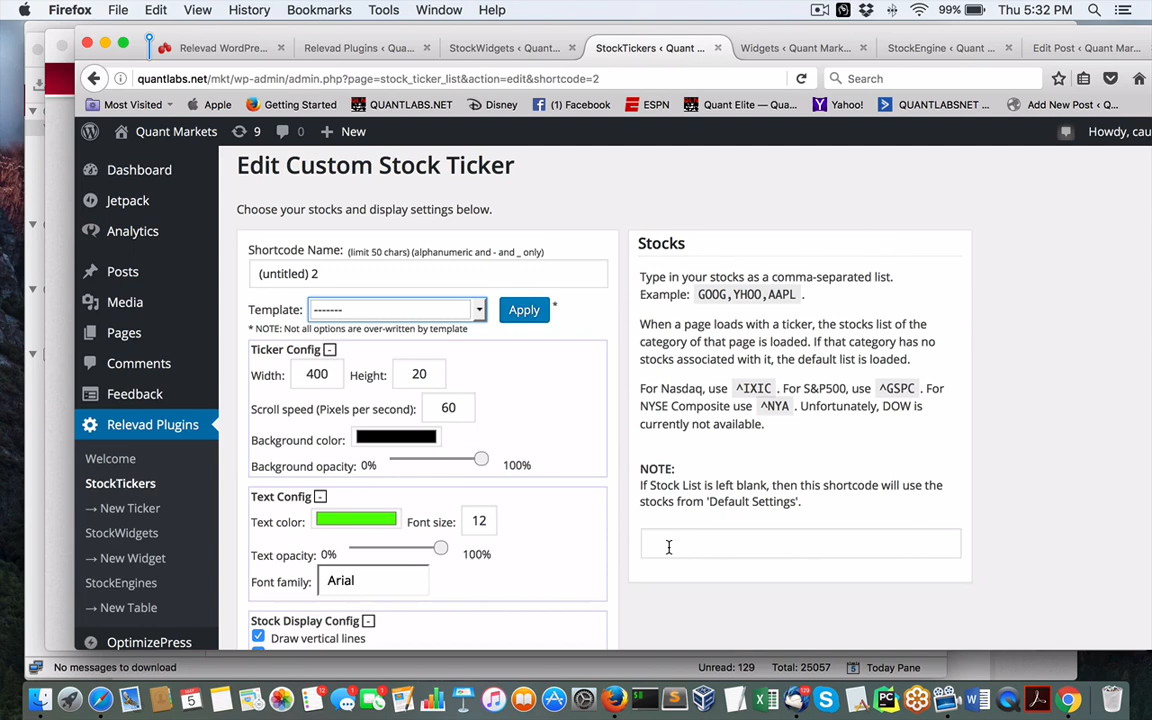 Firefox File Edit View History Bookmarks Tools Window Help 99% Thu 5:32 PM
Relevad WordPre... Relevad Plugins ‹ Qua... StockWidgets ‹ Quant... StockTickers ‹ Quant ... Widgets ‹ Quant Mark... StockEngine ‹ Quant ... Edit Post ‹ Quant Mar...
quantlabs.net/mkt/wp-admin/admin.php?page=stock_ticker_list&action=edit&shortcode=2 Search
Most Visited Apple Getting Started QUANTLABS.NET Disney (1) Facebook ESPN Quant Elite — Qua... Yahoo! QUANTLABSNET ... Add New Post ‹ Q...
Quant Markets 9 0 New Howdy, cau
Dashboard
Jetpack
Analytics
Posts
Media
Pages
Comments
Feedback
Relevad Plugins
Welcome
StockTickers
→ New Ticker
StockWidgets
→ New Widget
StockEngines
→ New Table
OptimizePress
Edit Custom Stock Ticker
Choose your stocks and display settings below.
Shortcode Name: (limit 50 chars) (alphanumeric and - and _ only)
(untitled) 2
Template: ------- Apply *
* NOTE: Not all options are over-written by template
Ticker Config -
Width: 400 Height: 20
Scroll speed (Pixels per second): 60
Background color:
Background opacity: 0% 100%
Text Config -
Text color: Font size: 12
Text opacity: 0% 100%
Font family: Arial
Stock Display Config -
Draw vertical lines
Stocks
Type in your stocks as a comma-separated list.
Example: GOOG,YHOO,AAPL .
When a page loads with a ticker, the stocks list of the
category of that page is loaded. If that category has no
stocks associated with it, the default list is loaded.
For Nasdaq, use ^IXIC . For S&P500, use ^GSPC . For
NYSE Composite use ^NYA . Unfortunately, DOW is
currently not available.
NOTE:
If Stock List is left blank, then this shortcode will use the
stocks from 'Default Settings'.
No messages to download Unread: 129 Total: 25057 5 Today Pane